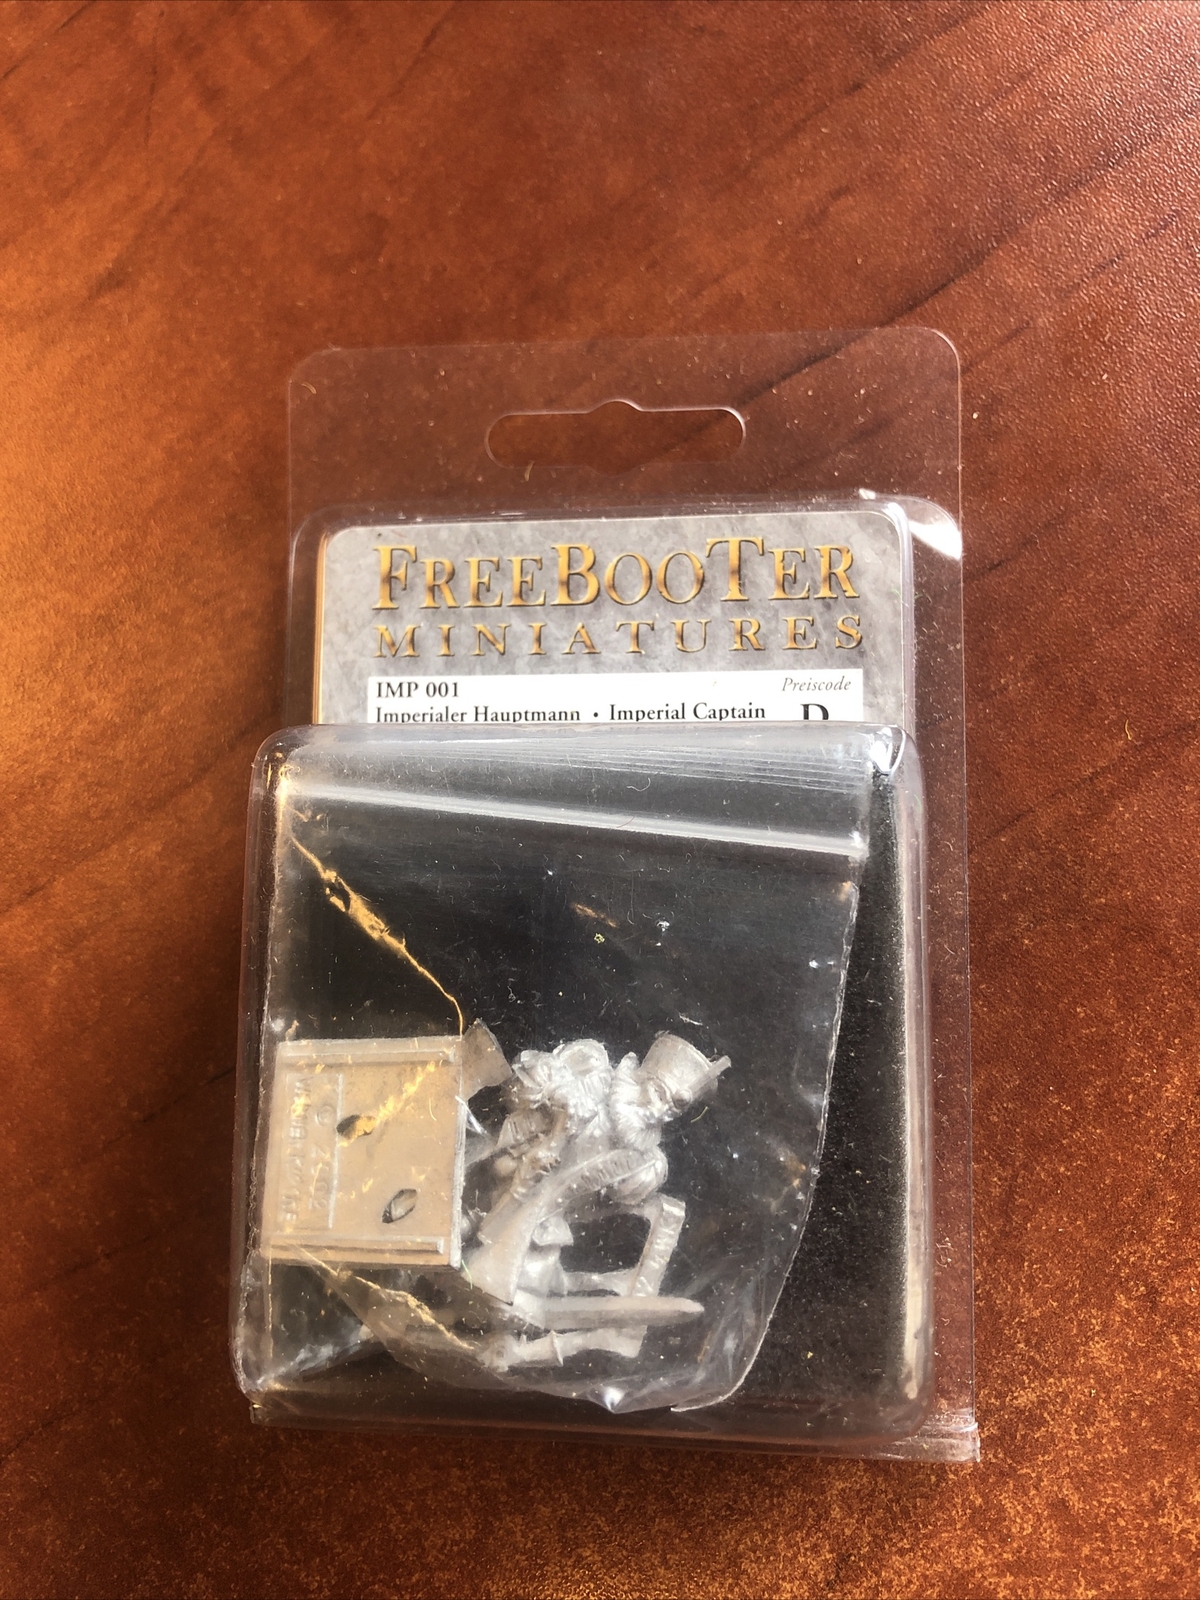 FREEBOOTER
MINIATURES
IMP 001
Preiscode
Imperialer Hauptmann • Imperial Captain